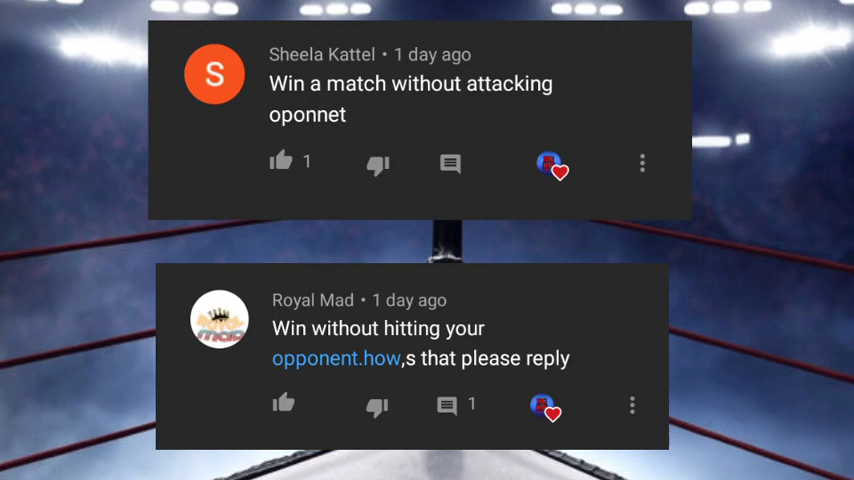 S
Sheela Kattel • 1 day ago
Win a match without attacking
oponnet
1
Royal Mad • 1 day ago
Win without hitting your
opponent.how,s that please reply
1